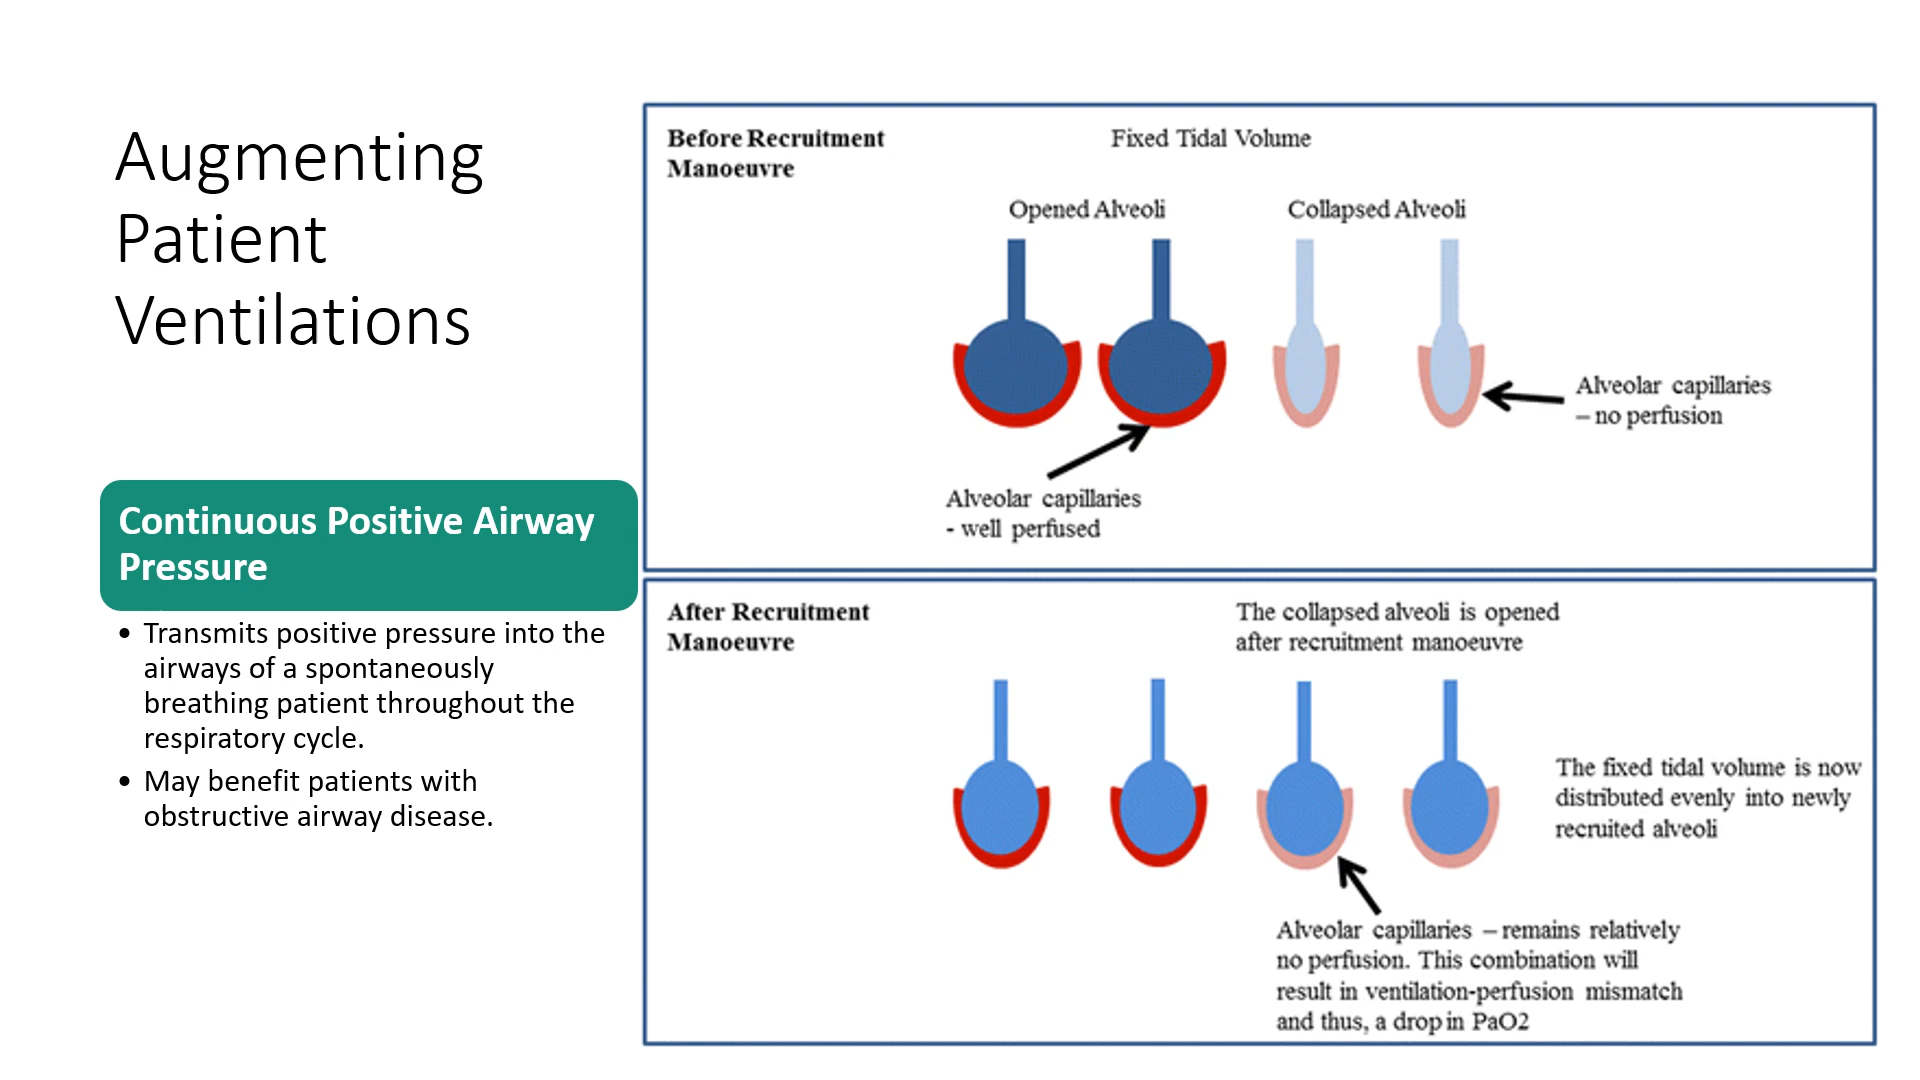 Augmenting
Patient
Ventilations
Continuous Positive Airway
Pressure
• Transmits positive pressure into the
airways of a spontaneously
breathing patient throughout the
respiratory cycle.
• May benefit patients with
obstructive airway disease.
Before Recruitment
Manoeuvre
Fixed Tidal Volume
Opened Alveoli
Collapsed Alveoli
Alveolar capillaries
– no perfusion
Alveolar capillaries
- well perfused
After Recruitment
Manoeuvre
The collapsed alveoli is opened
after recruitment manoeuvre
The fixed tidal volume is now
distributed evenly into newly
recruited alveoli
Alveolar capillaries – remains relatively
no perfusion. This combination will
result in ventilation-perfusion mismatch
and thus, a drop in PaO2